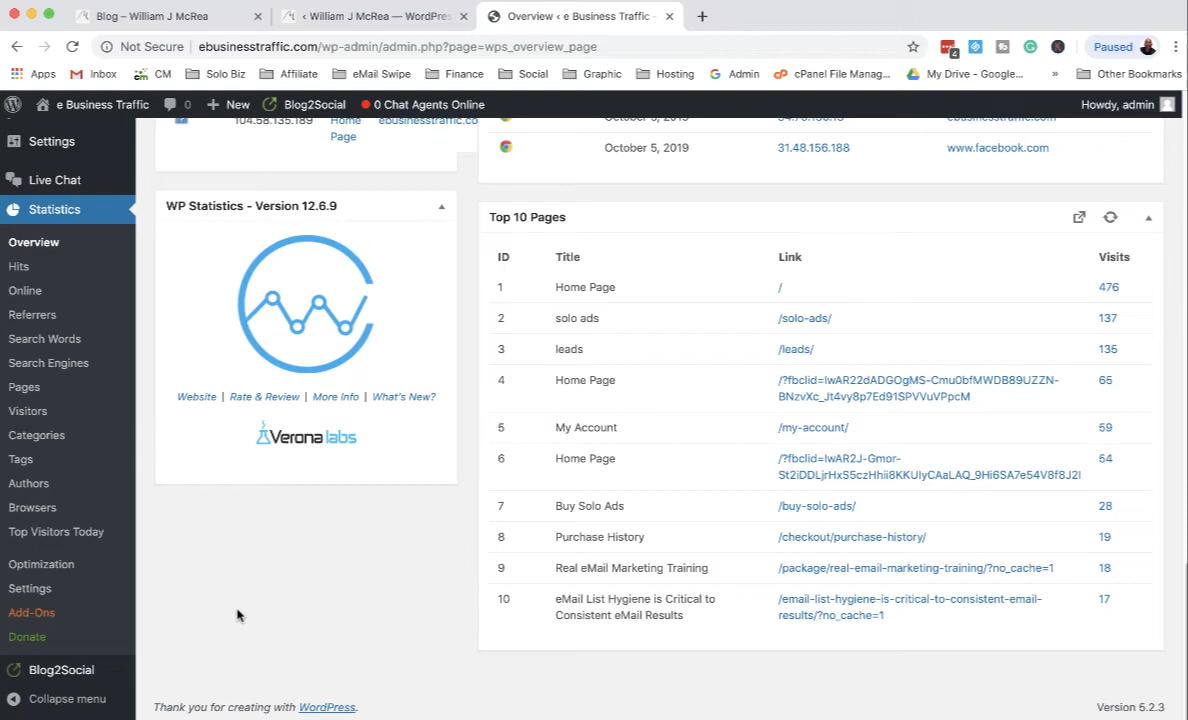 Blog – William J McRea
‹ William J McRea — WordPres
Overview ‹ e Business Traffic -
Not Secure
ebusinesstraffic.com/wp-admin/admin.php?page=wps_overview_page
4
Paused
Apps
Inbox
CM
Solo Biz
Affiliate
eMail Swipe
Finance
Social
Graphic
Hosting
Admin
cPanel File Manag...
My Drive - Google...
»
Other Bookmarks
e Business Traffic
0
New
Blog2Social
0 Chat Agents Online
Howdy, admin
Settings
Live Chat
Statistics
Overview
Hits
Online
Referrers
Search Words
Search Engines
Pages
Visitors
Categories
Tags
Authors
Browsers
Top Visitors Today
Optimization
Settings
Add-Ons
Donate
Blog2Social
Collapse menu
104.58.135.189
Home
Page
ebusinesstraffic.co
WP Statistics - Version 12.6.9
Website | Rate & Review | More Info | What's New?
Verona labs
October 5, 2019
ebusinesstraffic.com
October 5, 2019
31.48.156.188
www.facebook.com
Top 10 Pages
ID Title Link Visits
1 Home Page / 476
2 solo ads /solo-ads/ 137
3 leads /leads/ 135
4 Home Page /?fbclid=IwAR22dADGOgMS-Cmu0bfMWDB89UZZN- 65
BNzvXc_Jt4vy8p7Ed91SPVVuVPpcM
5 My Account /my-account/ 59
6 Home Page /?fbclid=IwAR2J-Gmor- 54
St2iDDLjrHxS5czHhii8KKUIyCAaLAQ_9Hi6SA7e54V8f8J2I
7 Buy Solo Ads /buy-solo-ads/ 28
8 Purchase History /checkout/purchase-history/ 19
9 Real eMail Marketing Training /package/real-email-marketing-training/?no_cache=1 18
10 eMail List Hygiene is Critical to /email-list-hygiene-is-critical-to-consistent-email- 17
Consistent eMail Results results/?no_cache=1
Thank you for creating with WordPress.
Version 5.2.3